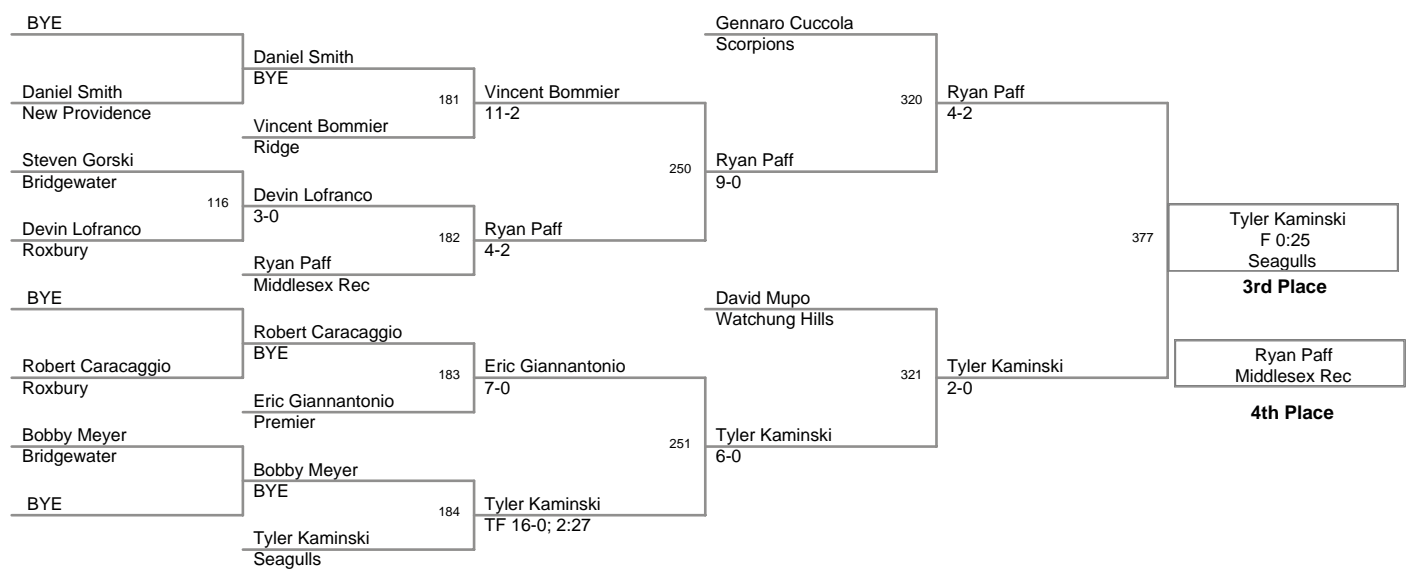 BYE
Daniel Smith
New Providence
Steven Gorski
Bridgewater
116
Devin Lofranco
Roxbury
BYE
Robert Caracaggio
Roxbury
Bobby Meyer
Bridgewater
BYE
Daniel Smith
BYE
181
Vincent Bommier
Ridge
Devin Lofranco
3-0
182
Ryan Paff
Middlesex Rec
Robert Caracaggio
BYE
183
Eric Giannantonio
Premier
Bobby Meyer
BYE
184
Tyler Kaminski
Seagulls
Vincent Bommier
11-2
250
Ryan Paff
4-2
Eric Giannantonio
7-0
251
Tyler Kaminski
TF 16-0; 2:27
Gennaro Cuccola
Scorpions
320
Ryan Paff
9-0
David Mupo
Watchung Hills
321
Tyler Kaminski
6-0
Ryan Paff
4-2
377
Tyler Kaminski
2-0
Tyler Kaminski
F 0:25
Seagulls
3rd Place
Ryan Paff
Middlesex Rec
4th Place